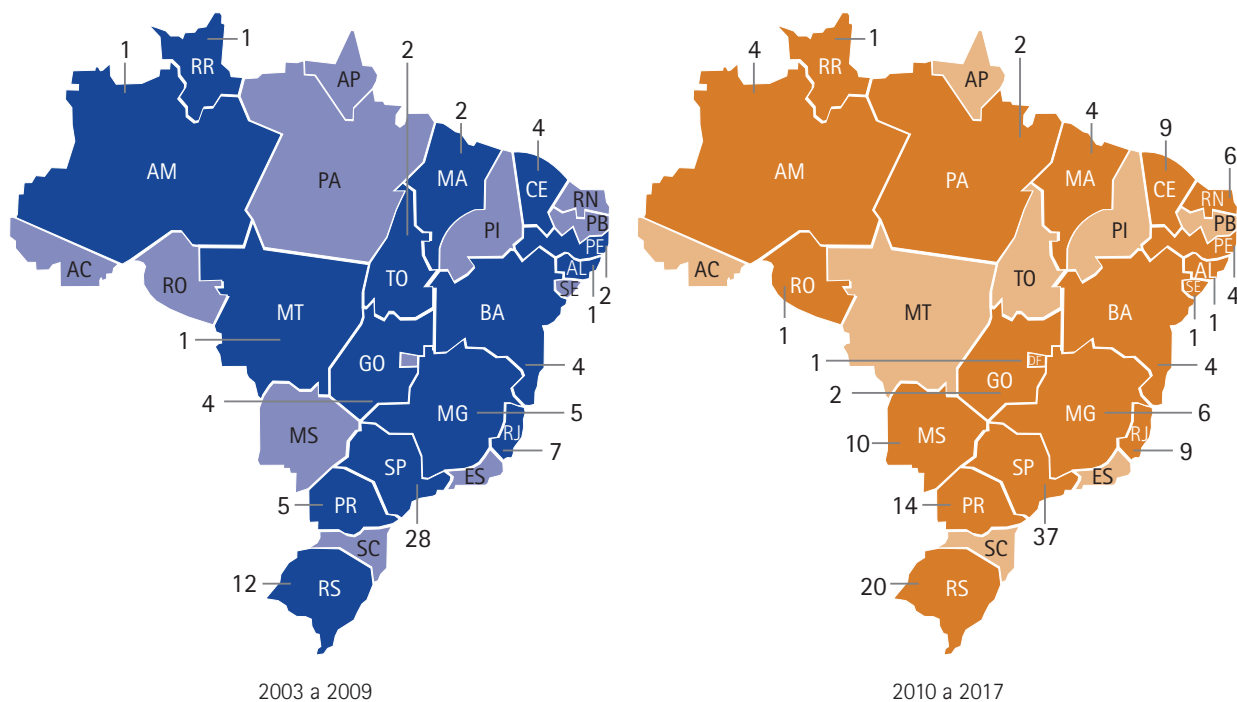 1
1
RR
2
AP
2
4
AM
PA
MA
CE
RN
PB
PI
PE
AC
RO
TO
AL
SE
2
1
MT
BA
1
GO
4
4
MG
5
MS
RJ
7
SP
ES
5
PR
28
SC
12
RS
2003 a 2009
4
1
RR
2
AP
4
9
6
AM
PA
MA
CE
RN
PB
PI
PE
AC
RO
TO
AL
SE
4
1
1
1
MT
BA
1
DF
GO
4
2
MG
6
10
MS
RJ
9
SP
ES
14
PR
37
SC
20
RS
2010 a 2017